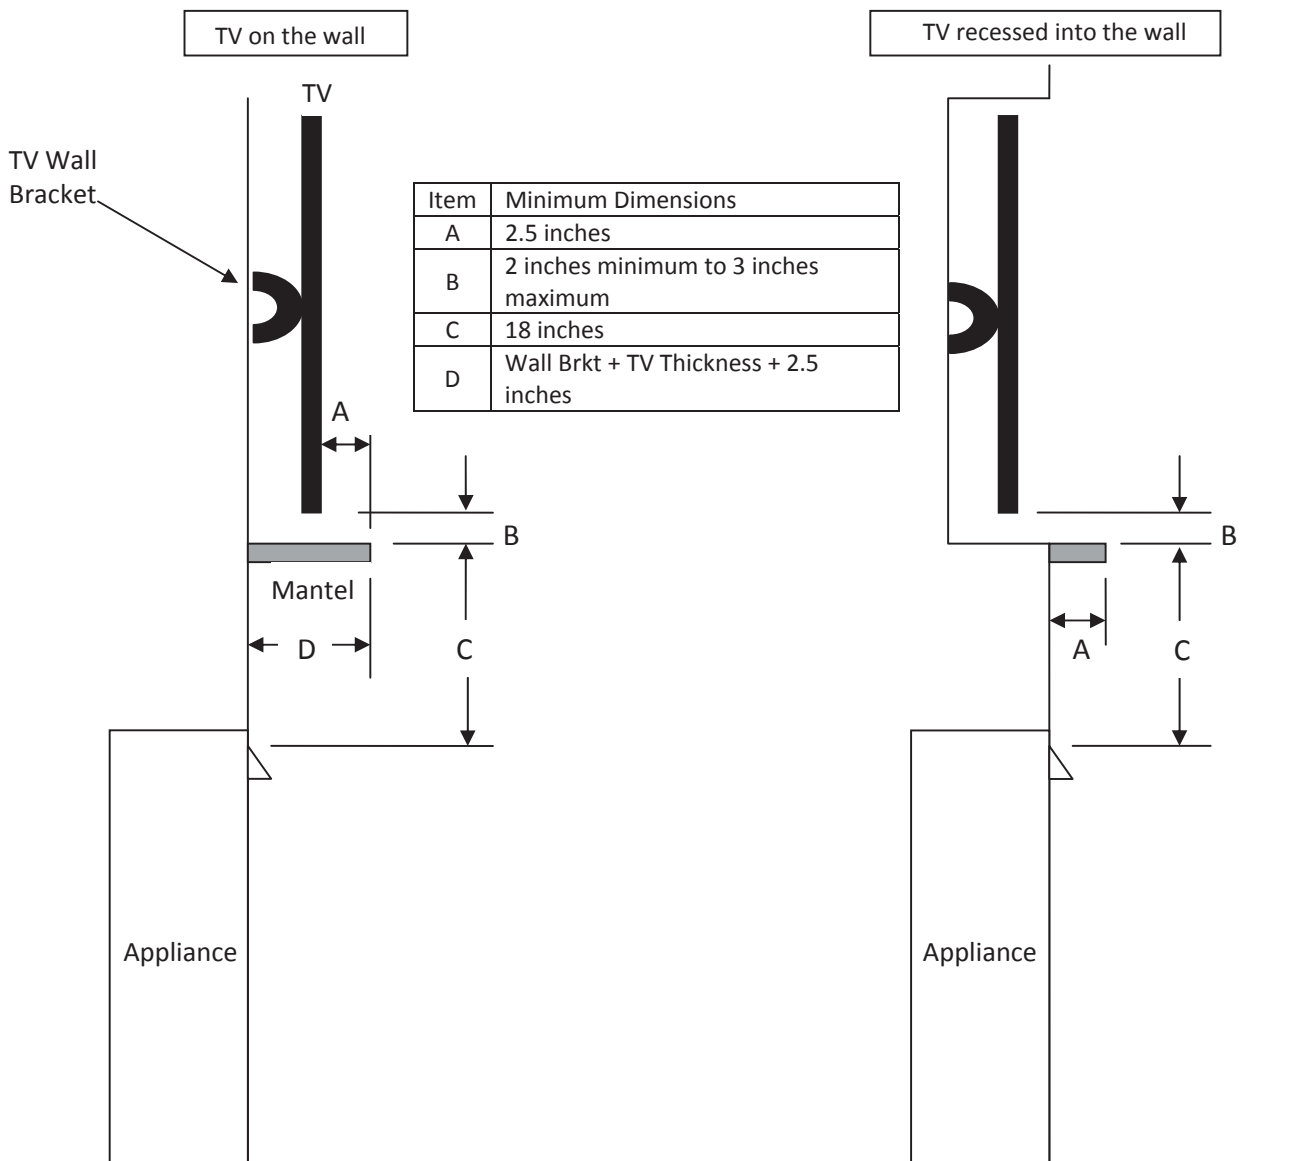 TV on the wall
TV recessed into the wall
TV
TV Wall
Bracket
Item Minimum Dimensions
A 2.5 inches
B 2 inches minimum to 3 inches
maximum
C 18 inches
D Wall Brkt + TV Thickness + 2.5
inches
A
B
Mantel
D
C
Appliance
B
A
C
Appliance